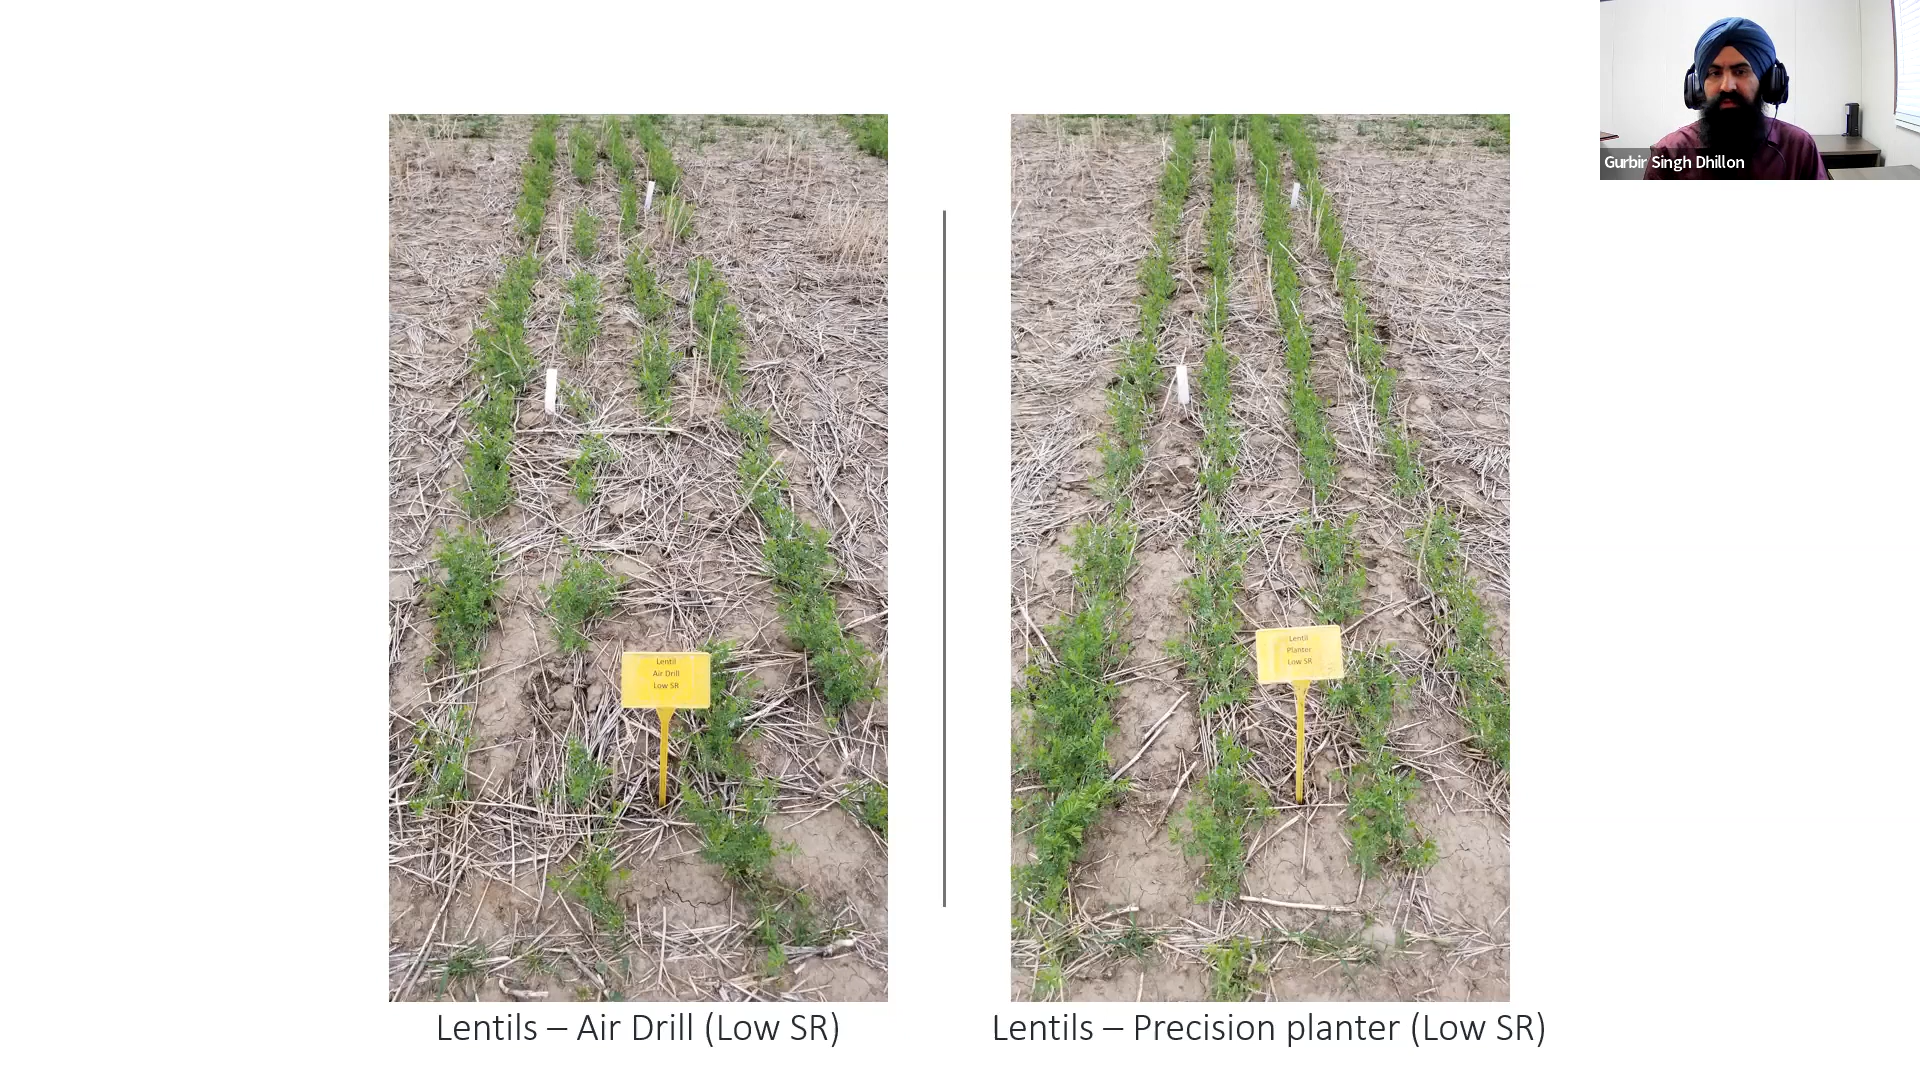 Gurbir Singh Dhillon
Lentil
Air Drill
Low SR
Lentil
Planter
Low SR
Lentils – Air Drill (Low SR)
Lentils – Precision planter (Low SR)